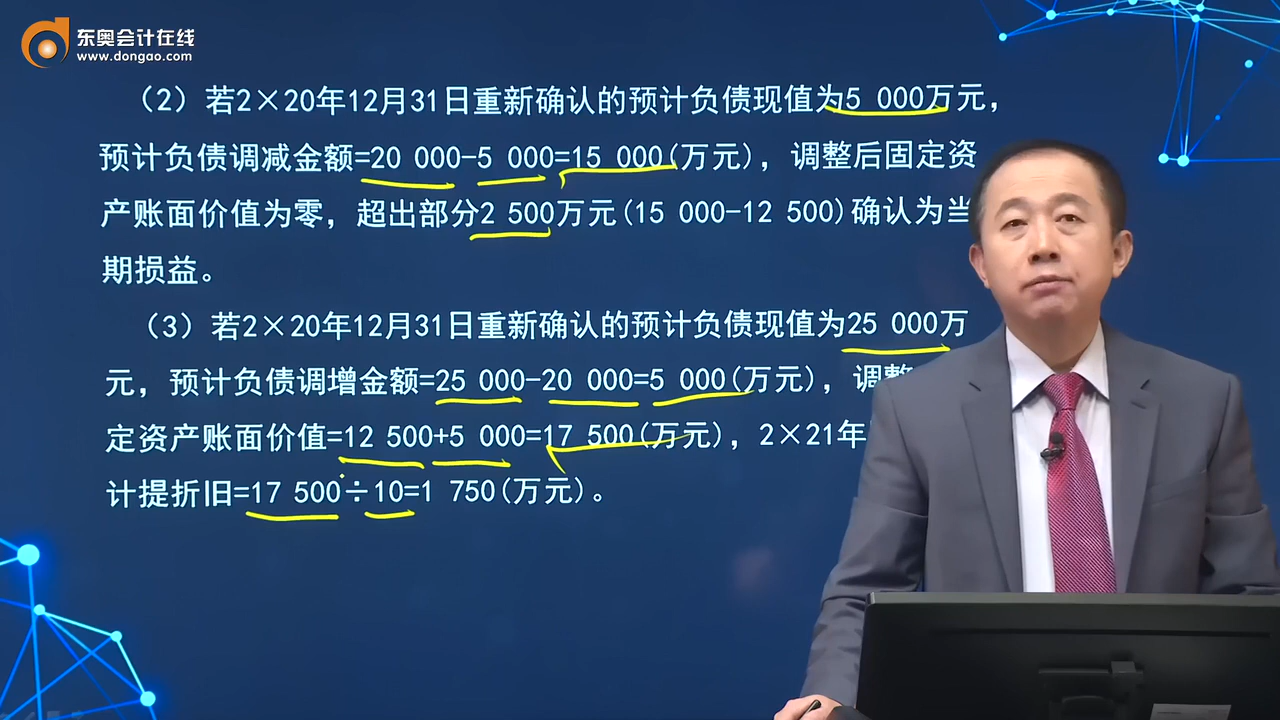 东奥会计在线
www.dongao.com
（2）若2×20年12月31日重新确认的预计负债现值为5 000万元，
预计负债调减金额=20 000-5 000=15 000(万元)，调整后固定资
产账面价值为零，超出部分2 500万元(15 000-12 500)确认为当
期损益。
（3）若2×20年12月31日重新确认的预计负债现值为25 000万
元，预计负债调增金额=25 000-20 000=5 000(万元)，调整
定资产账面价值=12 500+5 000=17 500(万元)，2×21年
计提折旧=17 500÷10=1 750(万元)。